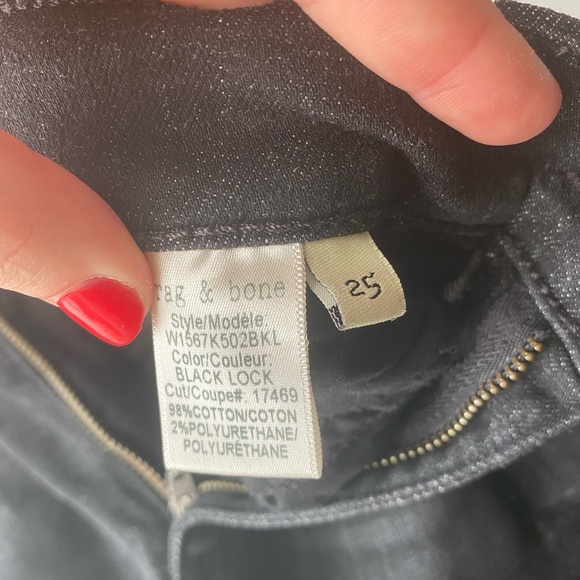 rag & bone
Style/Modèle:
W1567K502BKL
Color/Couleur:
BLACK LOCK
Cut/Coupe#: 17469
98%COTTON/COTON
2%POLYURETHANE/
POLYURÉTHANE
25